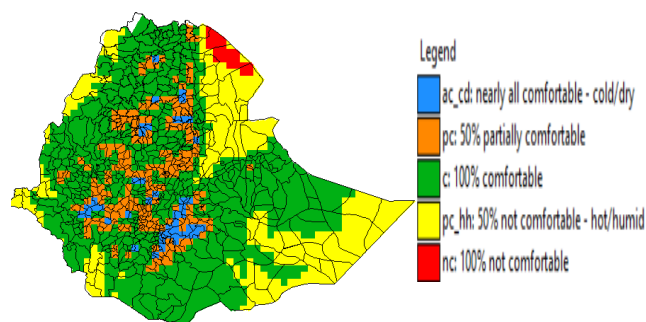 Legend
ac_cd: nearly all comfortable - cold/dry
pc: 50% partially comfortable
c: 100% comfortable
pc_hh: 50% not comfortable - hot/humid
nc: 100% not comfortable